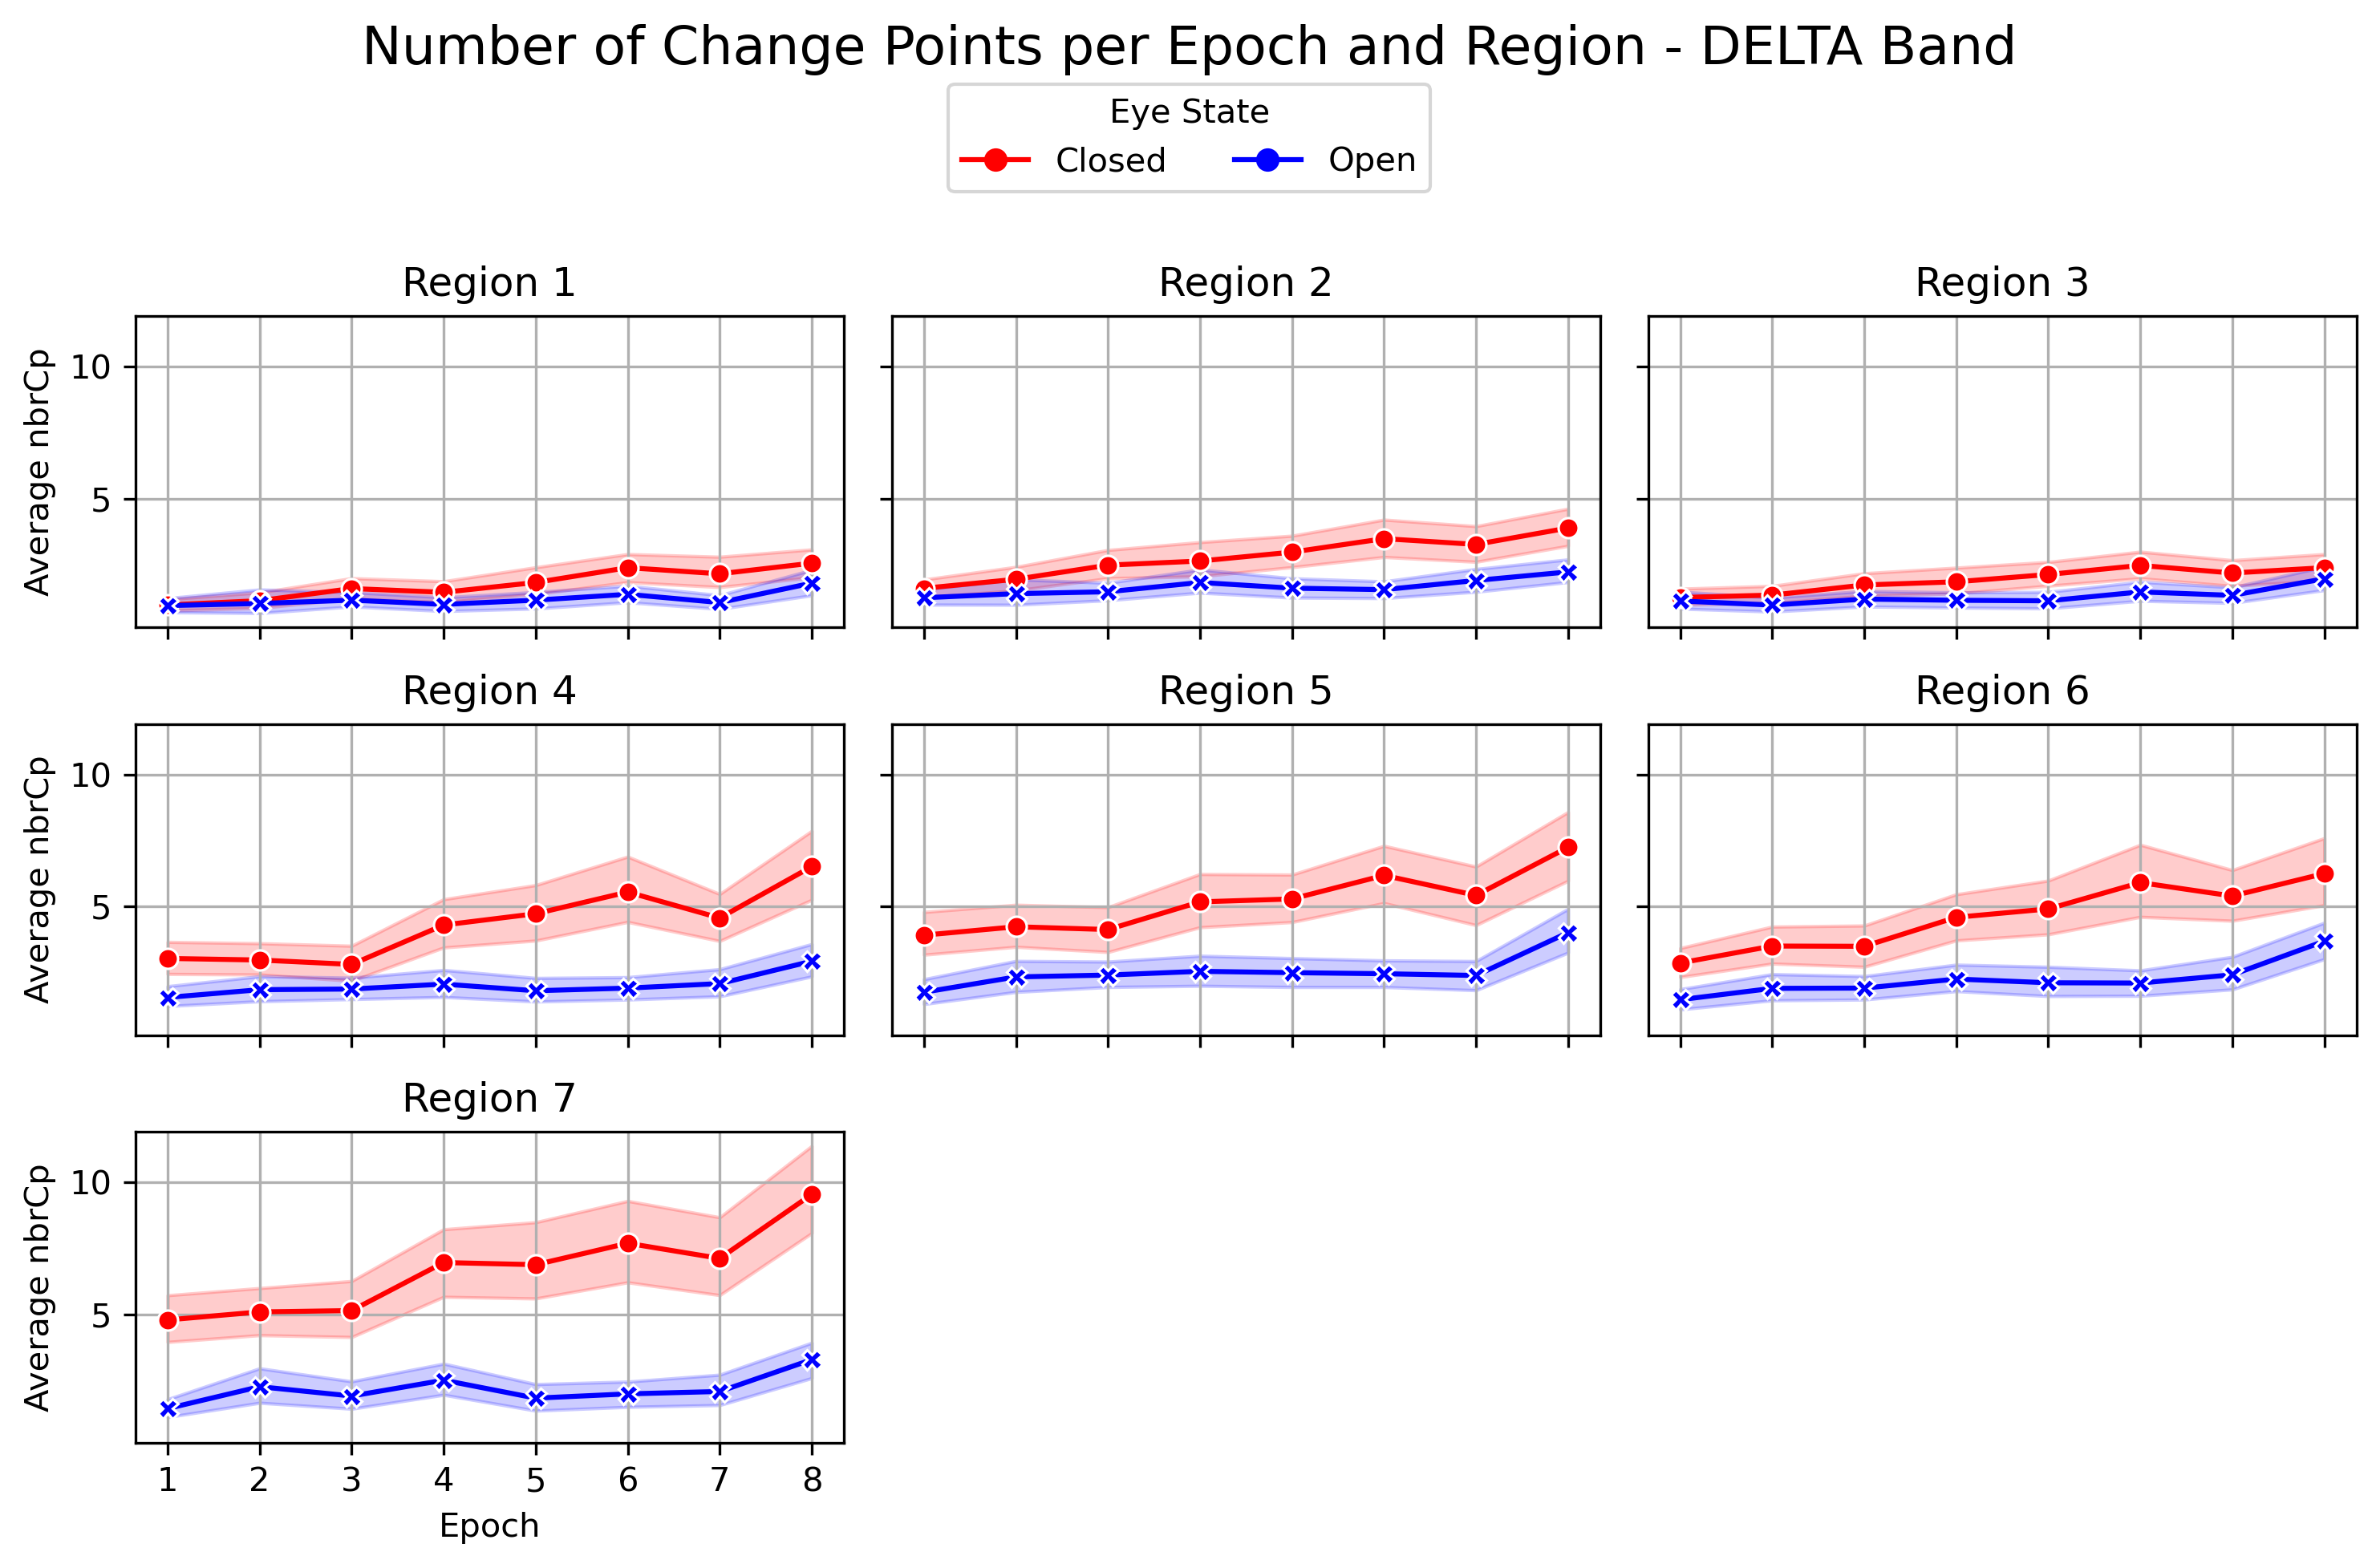 Number of Change Points per Epoch and Region - DELTA Band
Eye State
Closed Open
Region 1 Region 2 Region 3
Average nbrCp
10
5
Region 4 Region 5 Region 6
Average nbrCp
10
5
Region 7
Average nbrCp
10
5
1 2 3 4 5 6 7 8
Epoch